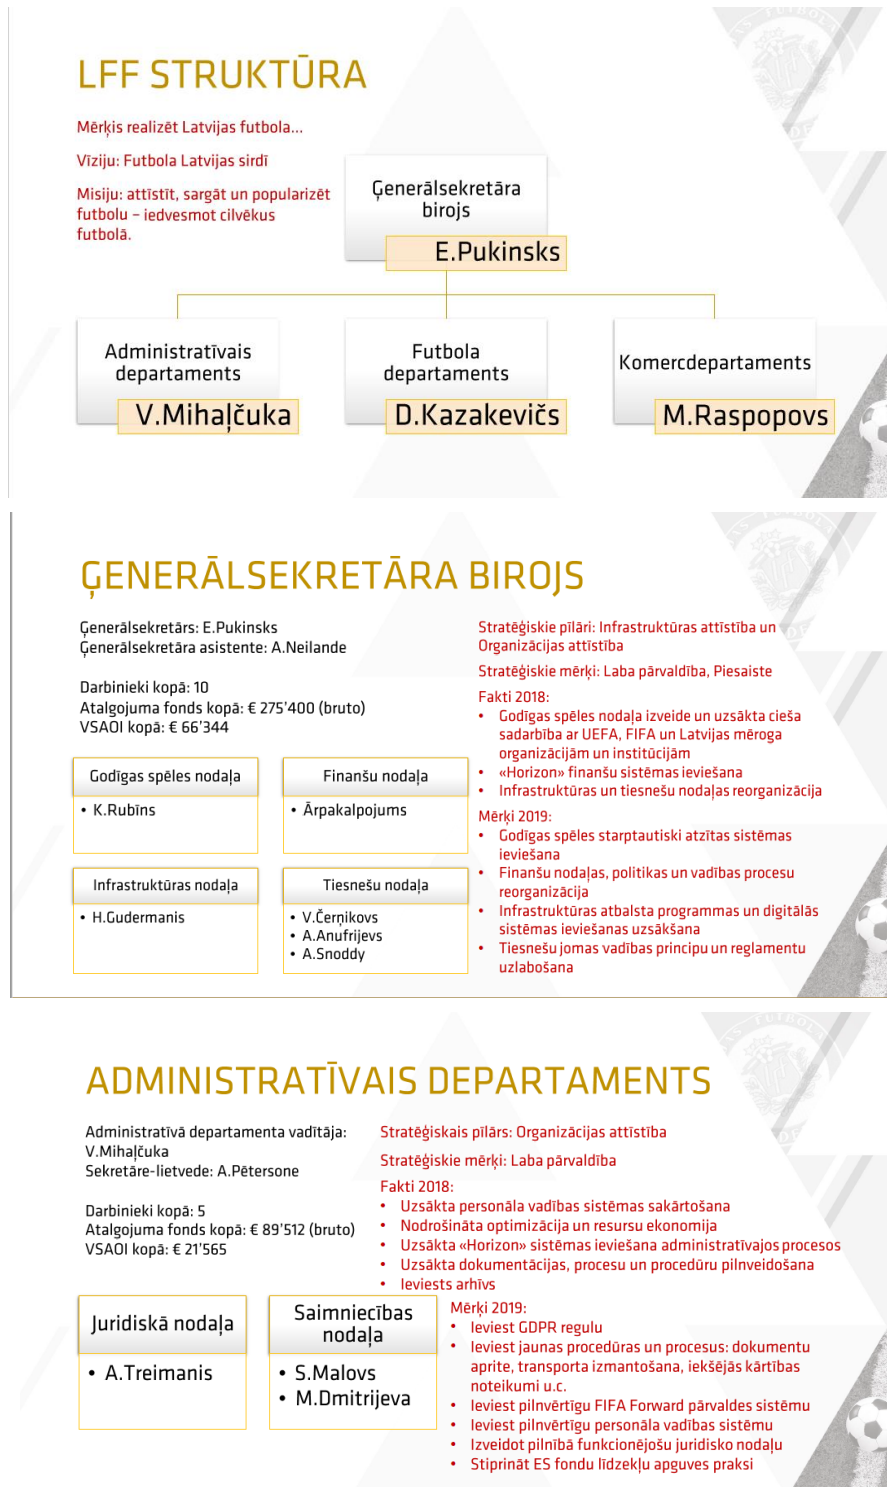 LFF STRUKTŪRA
Mērķis realizēt Latvijas futbola...
Vīziju: Futbola Latvijas sirdī
Misiju: attīstīt, sargāt un popularizēt
futbolu – iedvesmot cilvēkus
futbolā.
Ģenerālsekretāra
birojs
E.Pukinsks
Administratīvais
departaments
V.Mihaļčuka
Futbola
departaments
D.Kazakevičs
Komercdepartaments
M.Raspopovs
ĢENERĀLSEKRETĀRA BIROJS
Ģenerālsekretārs: E.Pukinsks
Ģenerālsekretāra asistente: A.Neilande
Darbinieki kopā: 10
Atalgojuma fonds kopā: € 275’400 (bruto)
VSAOI kopā: € 66’344
Godīgas spēles nodaļa
• K.Rubīns
Finanšu nodaļa
• Ārpakalpojums
Infrastruktūras nodaļa
• H.Gudermanis
Tiesnešu nodaļa
• V.Čerņikovs
• A.Anufrijevs
• A.Snoddy
Stratēģiskie pīlāri: Infrastruktūras attīstība un
Organizācijas attīstība
Stratēģiskie mērķi: Laba pārvaldība, Piesaiste
Fakti 2018:
• Godīgas spēles nodaļa izveide un uzsākta cieša
sadarbība ar UEFA, FIFA un Latvijas mēroga
organizācijām un institūcijām
• «Horizon» finanšu sistēmas ieviešana
• Infrastruktūras un tiesnešu nodaļas reorganizācija
Mērķi 2019:
• Godīgas spēles starptautiski atzītas sistēmas
ieviešana
• Finanšu nodaļas, politikas un vadības procesu
reorganizācija
• Infrastruktūras atbalsta programmas un digitālās
sistēmas ieviešanas uzsākšana
• Tiesnešu jomas vadības principu un reglamentu
uzlabošana
ADMINISTRATĪVAIS DEPARTAMENTS
Administratīvā departamenta vadītāja:
V.Mihaļčuka
Sekretāre-lietvede: A.Pētersone
Darbinieki kopā: 5
Atalgojuma fonds kopā: € 89’512 (bruto)
VSAOI kopā: € 21’565
Juridiskā nodaļa
• A.Treimanis
Saimniecības
nodaļa
• S.Malovs
• M.Dmitrijeva
Stratēģiskais pīlārs: Organizācijas attīstība
Stratēģiskie mērķi: Laba pārvaldība
Fakti 2018:
• Uzsākta personāla vadības sistēmas sakārtošana
• Nodrošināta optimizācija un resursu ekonomija
• Uzsākta «Horizon» sistēmas ieviešana administratīvajos procesos
• Uzsākta dokumentācijas, procesu un procedūru pilnveidošana
• Ieviests arhīvs
Mērķi 2019:
• Ieviest GDPR regulu
• Ieviest jaunas procedūras un procesus: dokumentu
aprite, transporta izmantošana, iekšējās kārtības
noteikumi u.c.
• Ieviest pilnvērtīgu FIFA Forward pārvaldes sistēmu
• Ieviest pilnvērtīgu personāla vadības sistēmu
• Izveidot pilnībā funkcionējošu juridisko nodaļu
• Stiprināt ES fondu līdzekļu apguves praksi